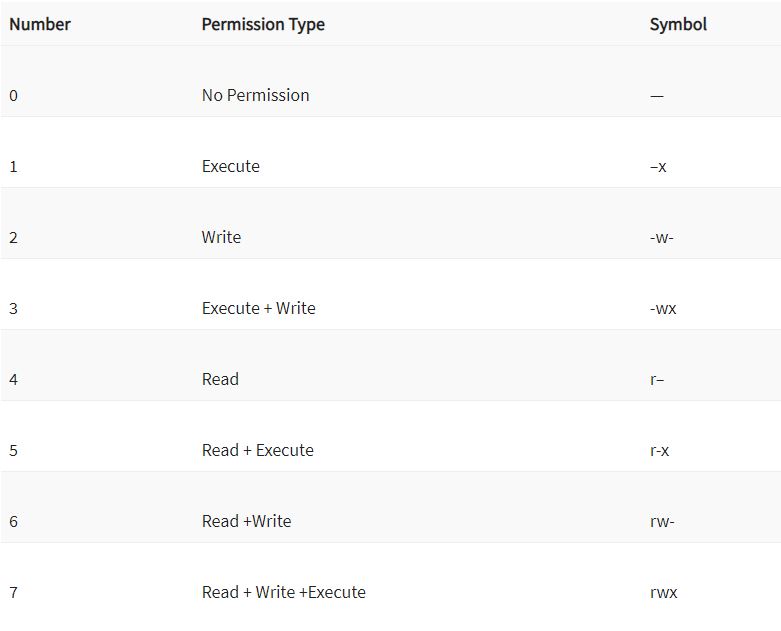 Number Permission Type Symbol
0 No Permission —
1 Execute –x
2 Write -w-
3 Execute + Write -wx
4 Read r–
5 Read + Execute r-x
6 Read +Write rw-
7 Read + Write +Execute rwx